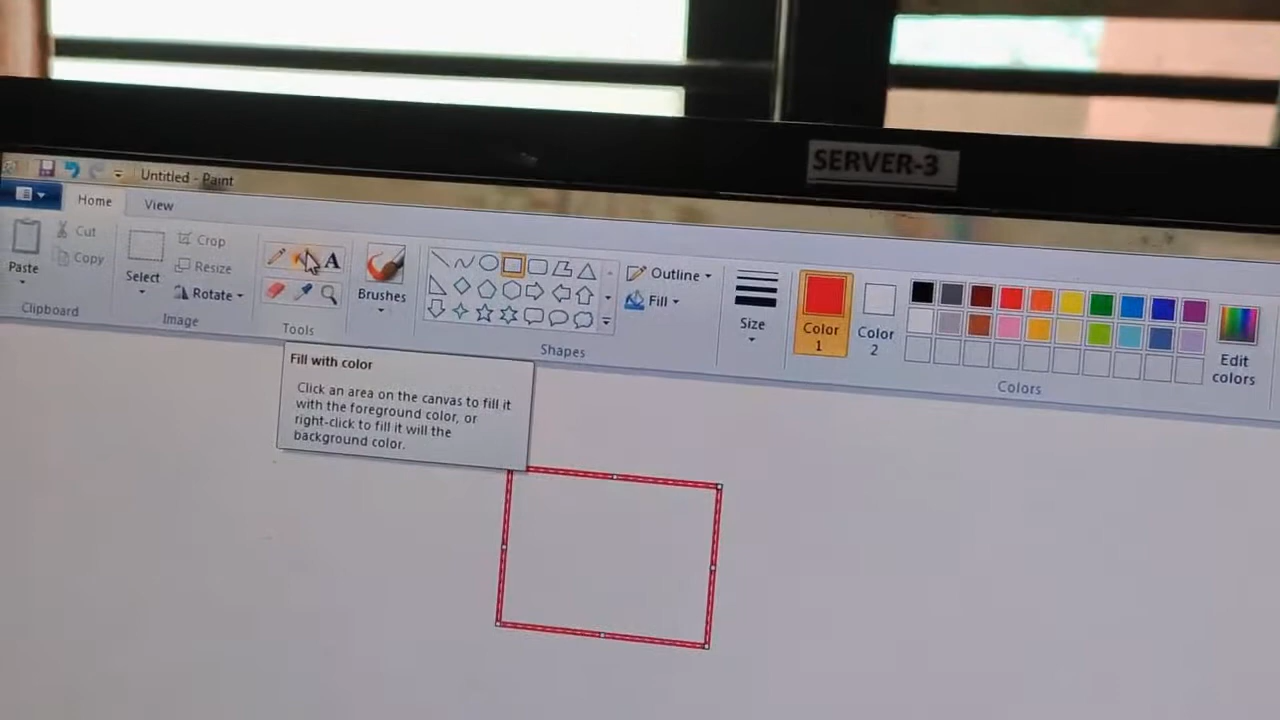 SERVER-3
Untitled - Paint
Home
View
Paste
Cut
Copy
Clipboard
Select
Crop
Resize
Rotate
Image
A
Tools
Brushes
Outline
Fill
Shapes
Size
Color
1
Color
2
Edit
colors
Colors
Fill with color
Click an area on the canvas to fill it
with the foreground color, or
right-click to fill it will the
background color.